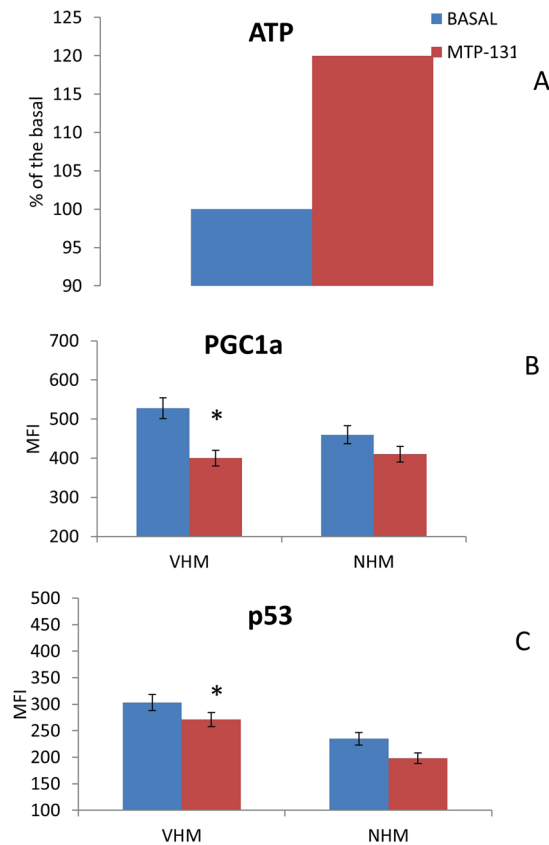 ATP
BASAL
MTP-131
A
% of the basal
125
120
115
110
105
100
95
90
PGC1a
B
MFI
700
600
500
400
300
200
*
VHM
NHM
p53
C
MFI
500
450
400
350
300
250
200
150
100
*
VHM
NHM